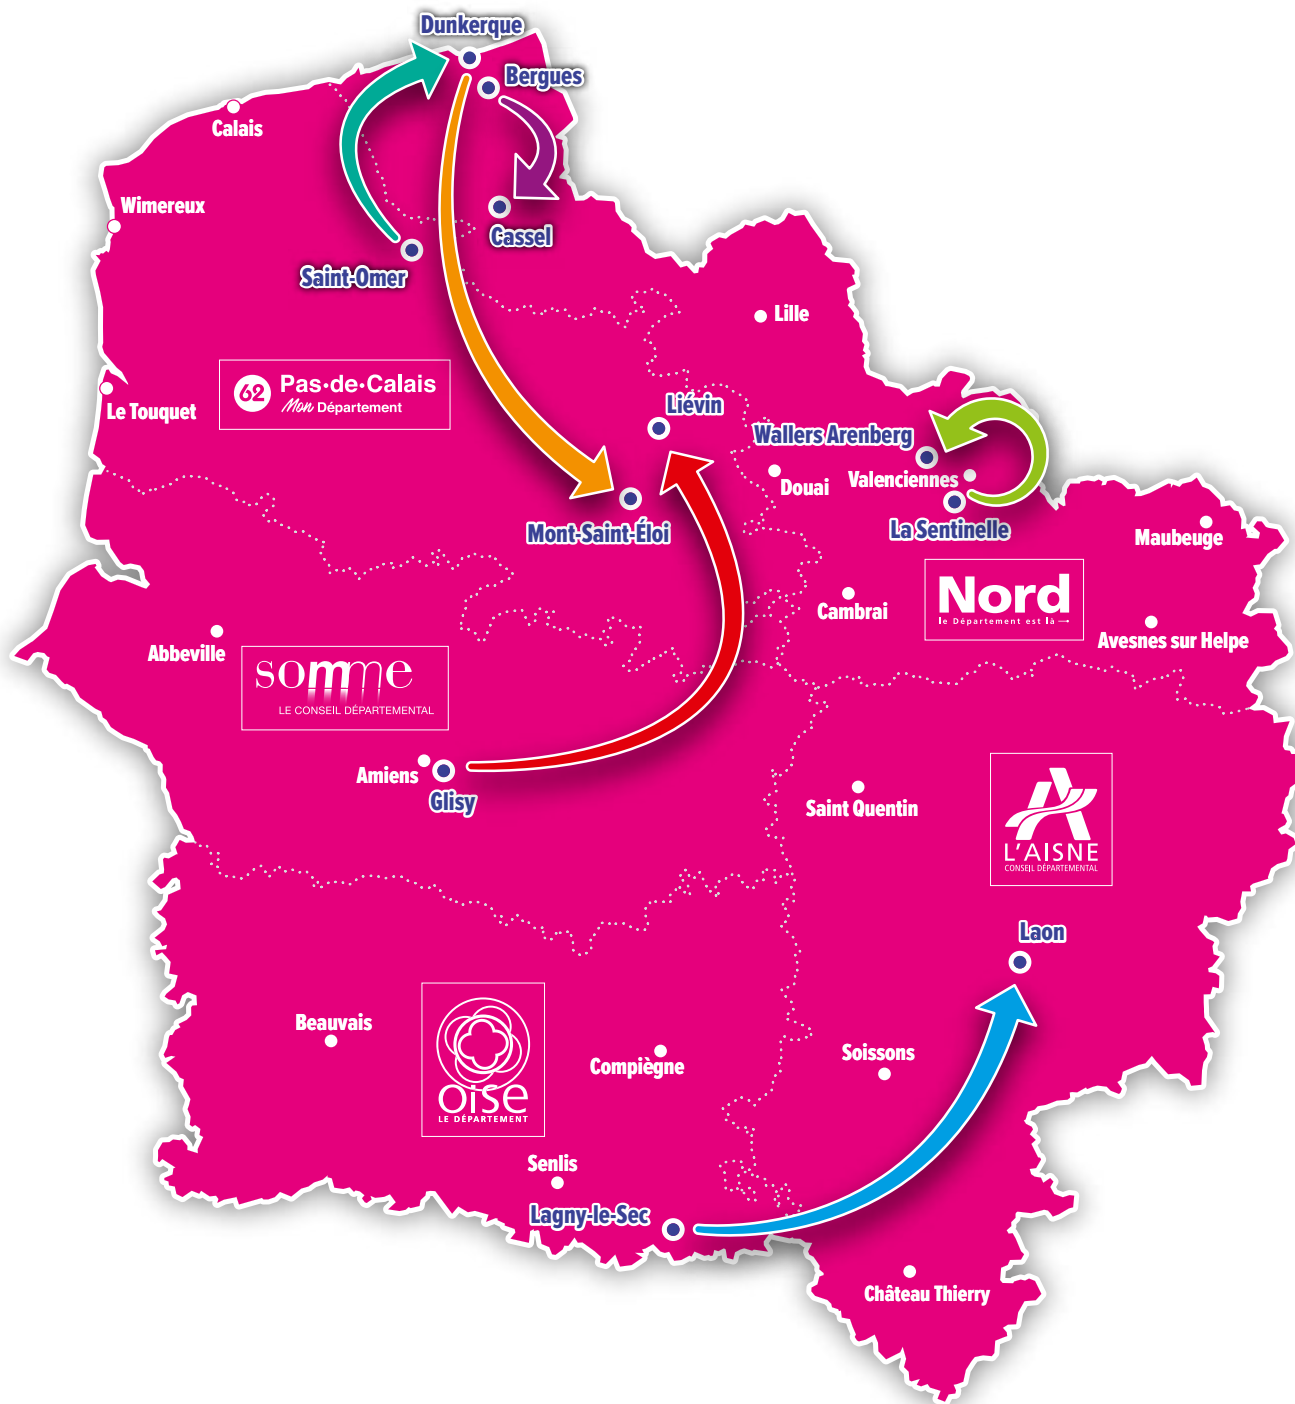 Dunkerque
Bergues
Calais
Wimereux
Cassel
Saint-Omer
Lille
62 Pas•de•Calais
Mon Département
Le Touquet
Liévin
Wallers Arenberg
Valenciennes
Douai
La Sentinelle
Mont-Saint-Éloi
Maubeuge
Nord
le Département est là →
Cambrai
Avesnes sur Helpe
Abbeville
somme
LE CONSEIL DÉPARTEMENTAL
Amiens
Glisy
Saint Quentin
L'AISNE
CONSEIL DÉPARTEMENTAL
Laon
Beauvais
oise
LE DÉPARTEMENT
Compiègne
Soissons
Senlis
Lagny-le-Sec
Château Thierry